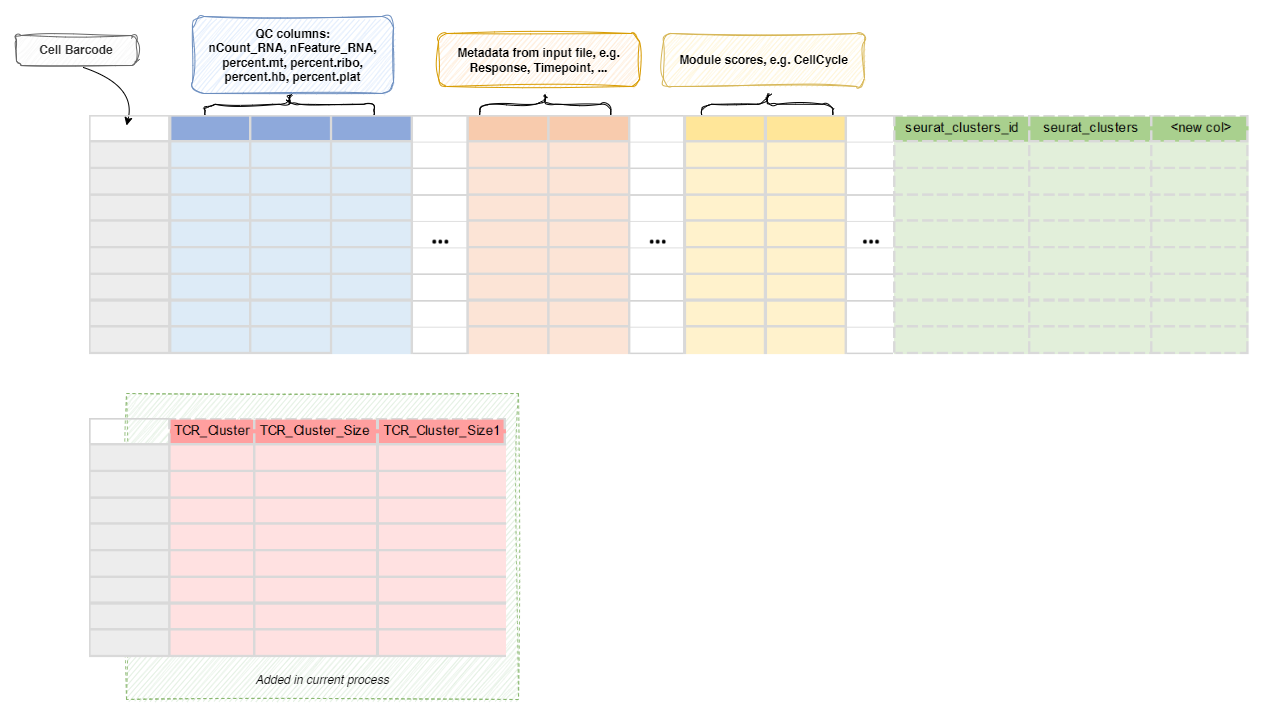 Cell Barcode
QC columns:
nCount_RNA, nFeature_RNA,
percent.mt, percent.ribo,
percent.hb, percent.plat
Metadata from input file, e.g.
Response, Timepoint, ...
Module scores, e.g. CellCycle
seurat_clusters_id seurat_clusters <new col>
... ... ...
TCR_Cluster TCR_Cluster_Size TCR_Cluster_Size1
Added in current process